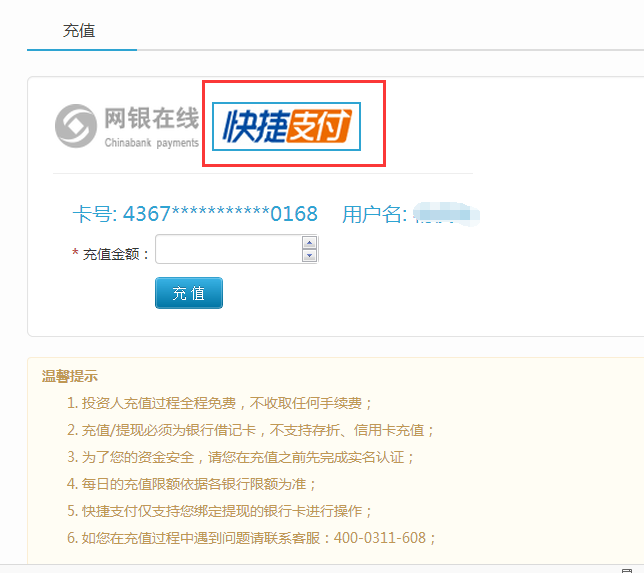 充值
网银在线 快捷支付
Chinabank payments
卡号: 4367***********0168 用户名:
* 充值金额：
充 值
温馨提示
1. 投资人充值过程全程免费，不收取任何手续费；
2. 充值/提现必须为银行借记卡，不支持存折、信用卡充值；
3. 为了您的资金安全，请您在充值之前先完成实名认证；
4. 每日的充值限额依据各银行限额为准；
5. 快捷支付仅支持您绑定提现的银行卡进行操作；
6. 如您在充值过程中遇到问题请联系客服：400-0311-608；